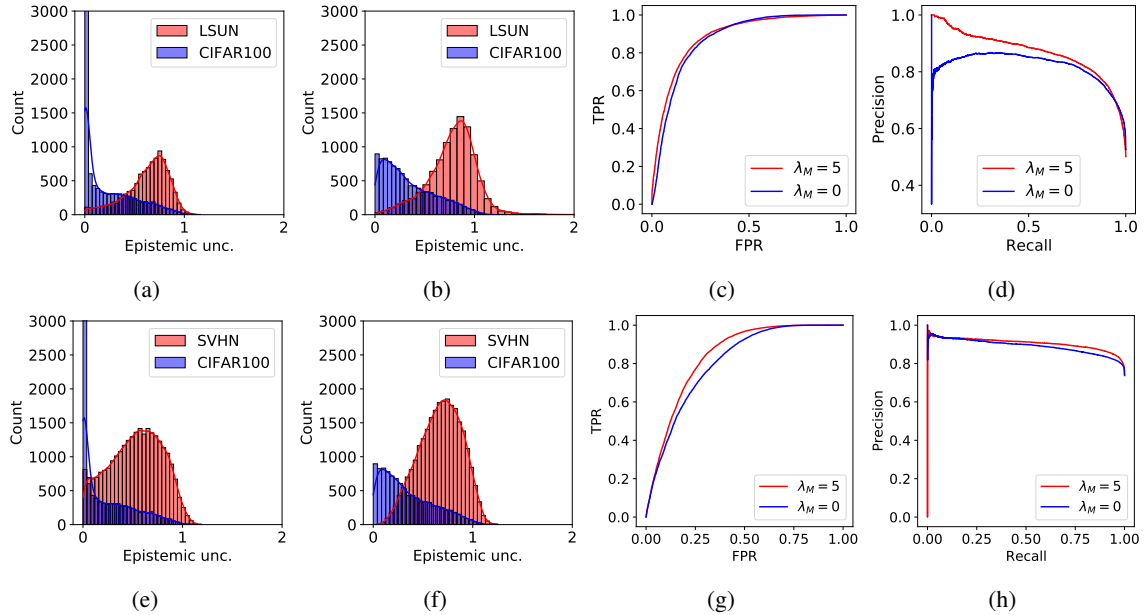 3000
2500
2000
1500
1000
500
0
Count
0 1 2
Epistemic unc.
LSUN
CIFAR100
(a)
3000
2500
2000
1500
1000
500
0
Count
0 1 2
Epistemic unc.
LSUN
CIFAR100
(b)
1.0
0.8
0.6
0.4
0.2
0.0
TPR
0.0 0.5 1.0
FPR
λ_M = 5
λ_M = 0
(c)
0.8
0.6
0.4
Precision
0.0 0.5 1.0
Recall
λ_M = 5
λ_M = 0
1.0
(d)
3000
2500
2000
1500
1000
500
0
Count
0 1 2
Epistemic unc.
SVHN
CIFAR100
(e)
3000
2500
2000
1500
1000
500
0
Count
0 1 2
Epistemic unc.
SVHN
CIFAR100
(f)
1.0
0.8
0.6
0.4
0.2
0.0
TPR
0.00 0.25 0.50 0.75 1.00
FPR
λ_M = 5
λ_M = 0
(g)
1.0
0.8
0.6
0.4
0.2
0.0
Precision
0.00 0.25 0.50 0.75 1.00
Recall
λ_M = 5
λ_M = 0
(h)